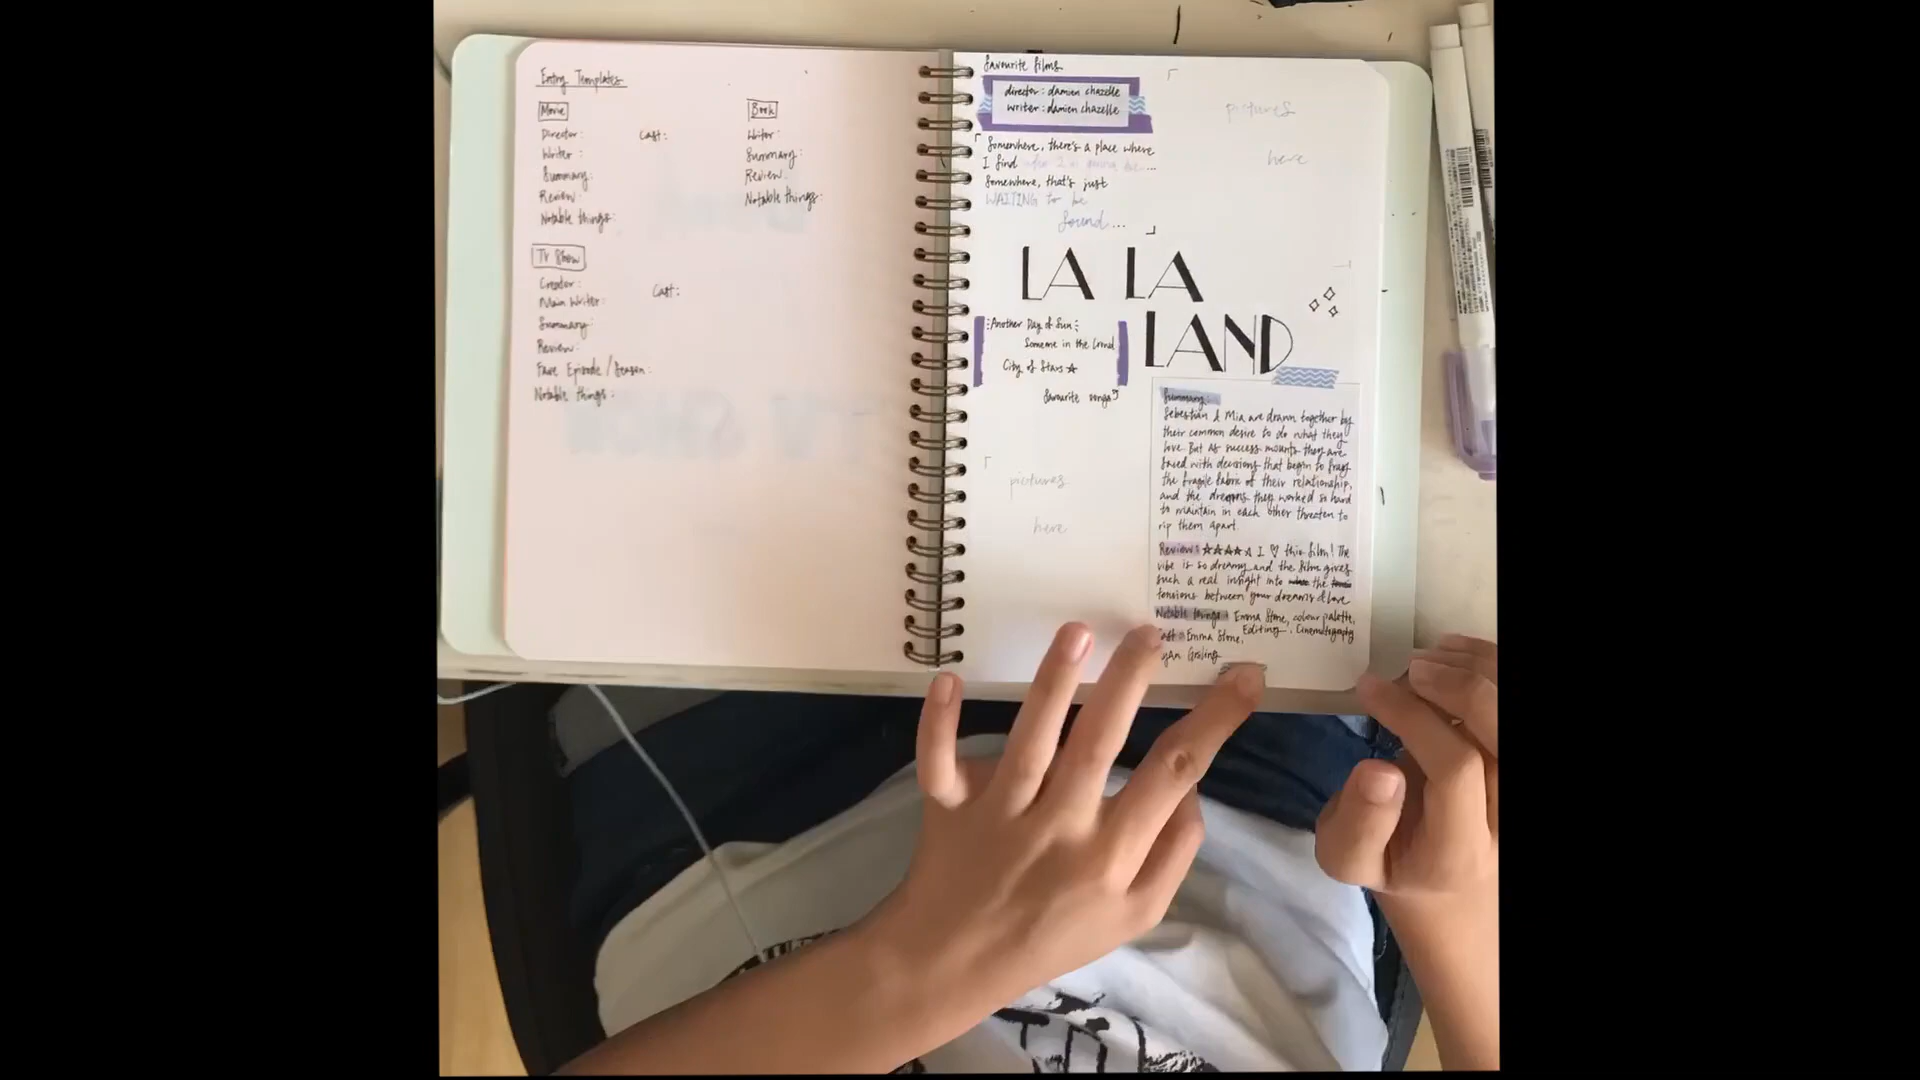 Entry Templates
Movie
Director:
Cast:
Writer:
Summary:
Review:
Notable things:
Book
Writer:
Summary:
Review:
Notable things:
TV Show
Creator:
Cast:
Main Writer:
Summary:
Review:
Fave Episode/Season:
Notable things:
favourite films
director: damien chazelle
writer: damien chazelle
Somewhere, there's a place where
I find
Somewhere, that's just
WAITING to be
found...
pictures
here
LA LA
LAND
Another Day of Sun
Someone in the Crowd
City of Stars
favourite songs
pictures
here
Summary:
Sebastian & Mia are drawn together by
their common desire to do what they
love. But as success mounts they are
faced with decisions that begin to fray
the fragile fabric of their relationship,
and the dreams they worked so hard
to maintain in each other threaten to
rip them apart.
Review: ☆☆☆☆ I ♡ this film! The
vibe is so dreamy and the film gives
such a real insight into the
tensions between your dreams & love
Notable things: Emma Stone, colour palette,
Editing, Cinematography
Cast: Emma Stone,
Ryan Gosling